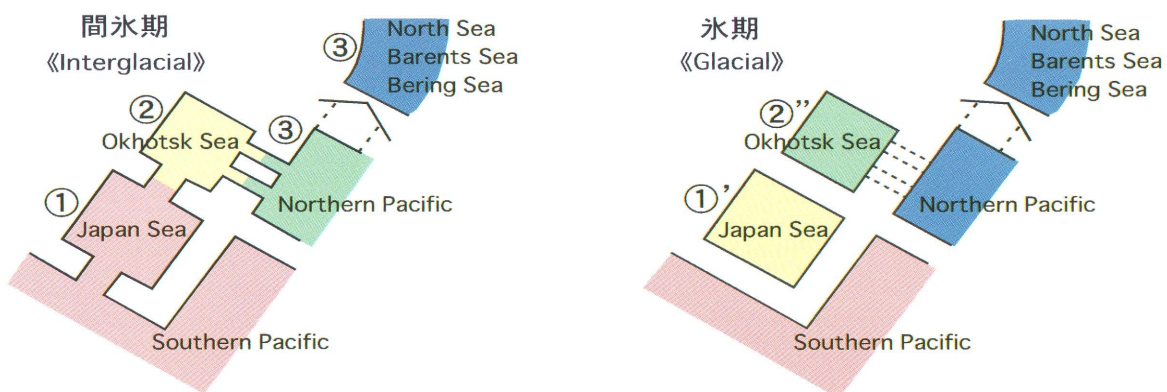 間氷期
《Interglacial》
③
North Sea
Barents Sea
Bering Sea
②
Okhotsk Sea
③
①
Japan Sea
Northern Pacific
Southern Pacific
氷期
《Glacial》
North Sea
Barents Sea
Bering Sea
②’’
Okhotsk Sea
①’
Japan Sea
Northern Pacific
Southern Pacific